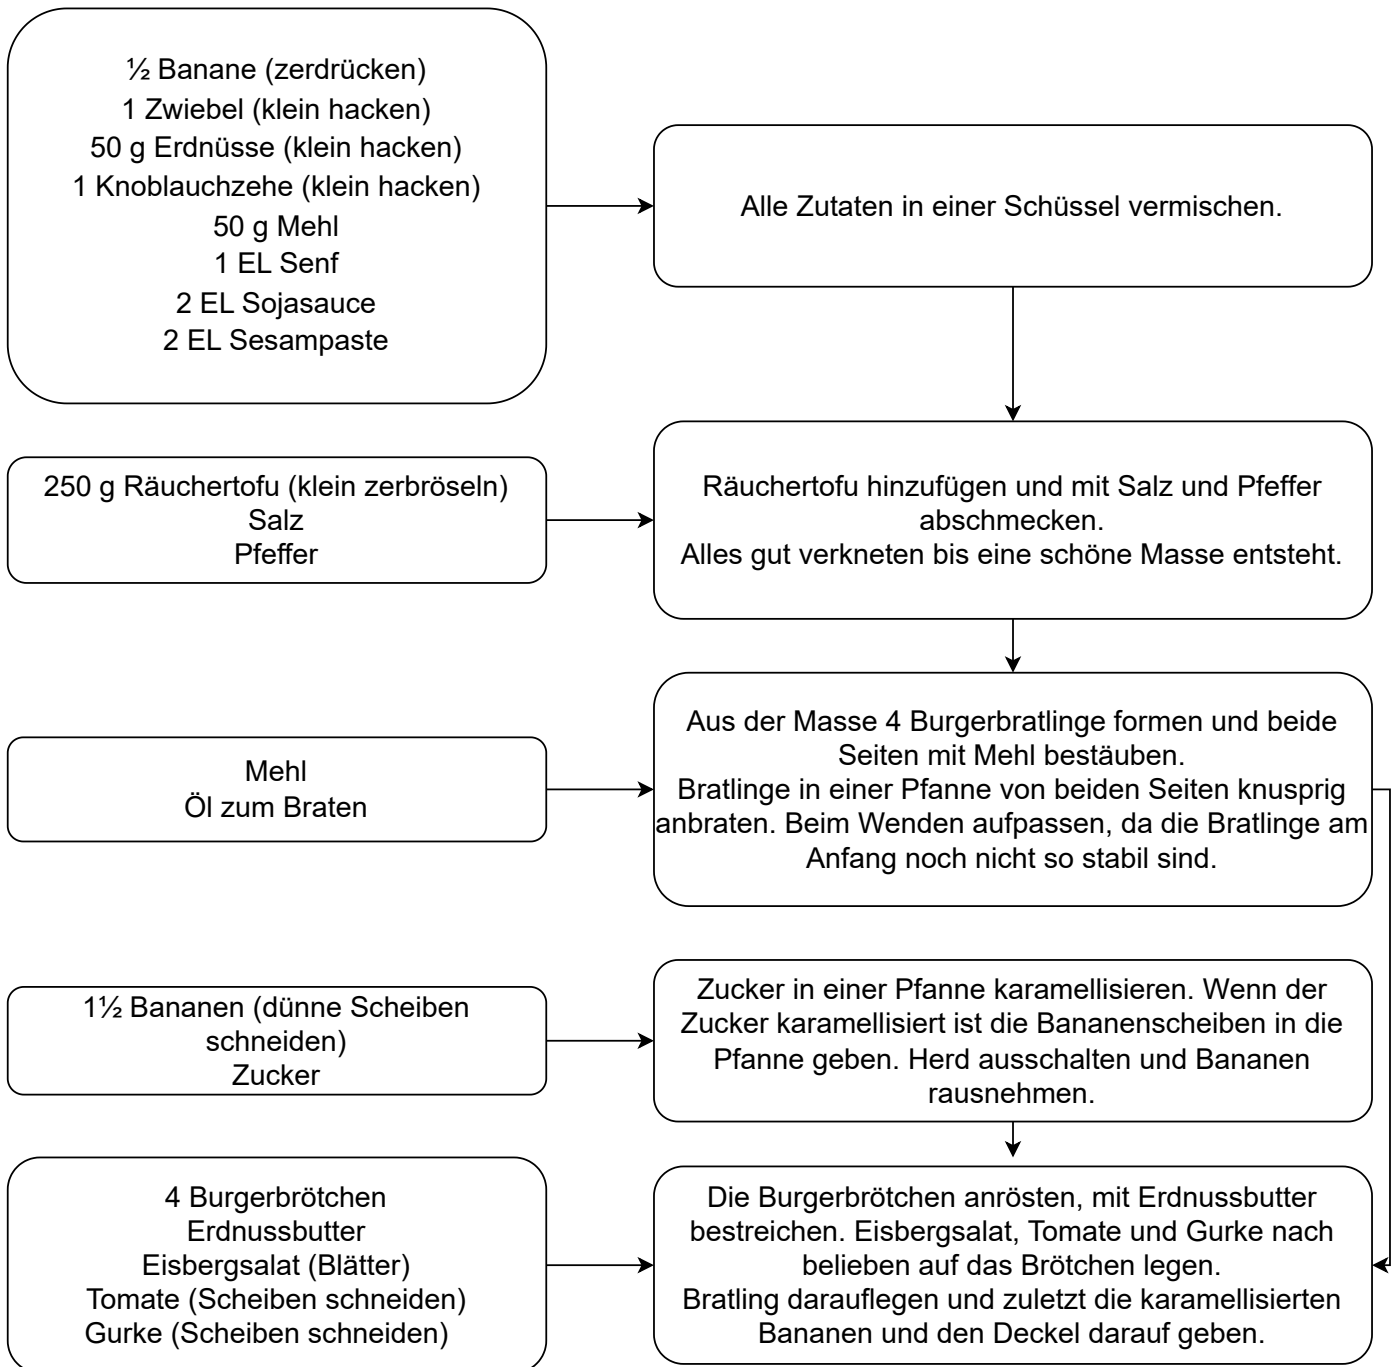 ½ Banane (zerdrücken)
1 Zwiebel (klein hacken)
50 g Erdnüsse (klein hacken)
1 Knoblauchzehe (klein hacken)
50 g Mehl
1 EL Senf
2 EL Sojasauce
2 EL Sesampaste
Alle Zutaten in einer Schüssel vermischen.
250 g Räuchertofu (klein zerbröseln)
Salz
Pfeffer
Räuchertofu hinzufügen und mit Salz und Pfeffer
abschmecken.
Alles gut verkneten bis eine schöne Masse entsteht.
Mehl
Öl zum Braten
Aus der Masse 4 Burgerbratlinge formen und beide
Seiten mit Mehl bestäuben.
Bratlinge in einer Pfanne von beiden Seiten knusprig
anbraten. Beim Wenden aufpassen, da die Bratlinge am
Anfang noch nicht so stabil sind.
1½ Bananen (dünne Scheiben
schneiden)
Zucker
Zucker in einer Pfanne karamellisieren. Wenn der
Zucker karamellisiert ist die Bananenscheiben in die
Pfanne geben. Herd ausschalten und Bananen
rausnehmen.
4 Burgerbrötchen
Erdnussbutter
Eisbergsalat (Blätter)
Tomate (Scheiben schneiden)
Gurke (Scheiben schneiden)
Die Burgerbrötchen anrösten, mit Erdnussbutter
bestreichen. Eisbergsalat, Tomate und Gurke nach
belieben auf das Brötchen legen.
Bratling darauflegen und zuletzt die karamellisierten
Bananen und den Deckel darauf geben.